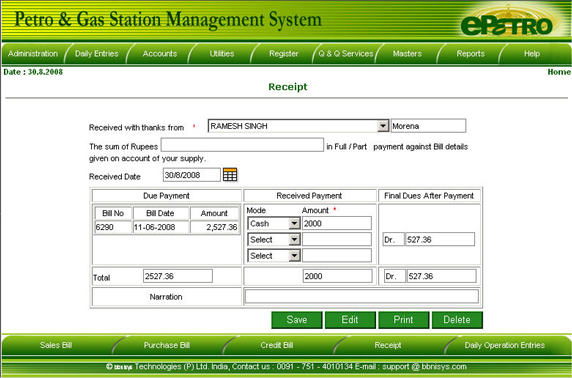 Petro & Gas Station Management System
ePetro
Administration Daily Entries Accounts Utilities Register Q & Q Services Masters Reports Help
Date : 30.8.2008 Home
Receipt
Received with thanks from * RAMESH SINGH Morena
The sum of Rupees in Full / Part payment against Bill details
given on account of your supply.
Received Date 30/8/2008
Due Payment Received Payment Final Dues After Payment
Bill No Bill Date Amount Mode Amount *
6290 11-06-2008 2,527.36 Cash 2000
Select Dr. 527.36
Select
Total 2527.36 2000 Dr. 527.36
Narration
Save Edit Print Delete
Sales Bill Purchase Bill Credit Bill Receipt Daily Operation Entries
© bbnisys Technologies (P) Ltd. India, Contact us : 0091 - 751 - 4010134 E-mail : support @ bbnisys.com